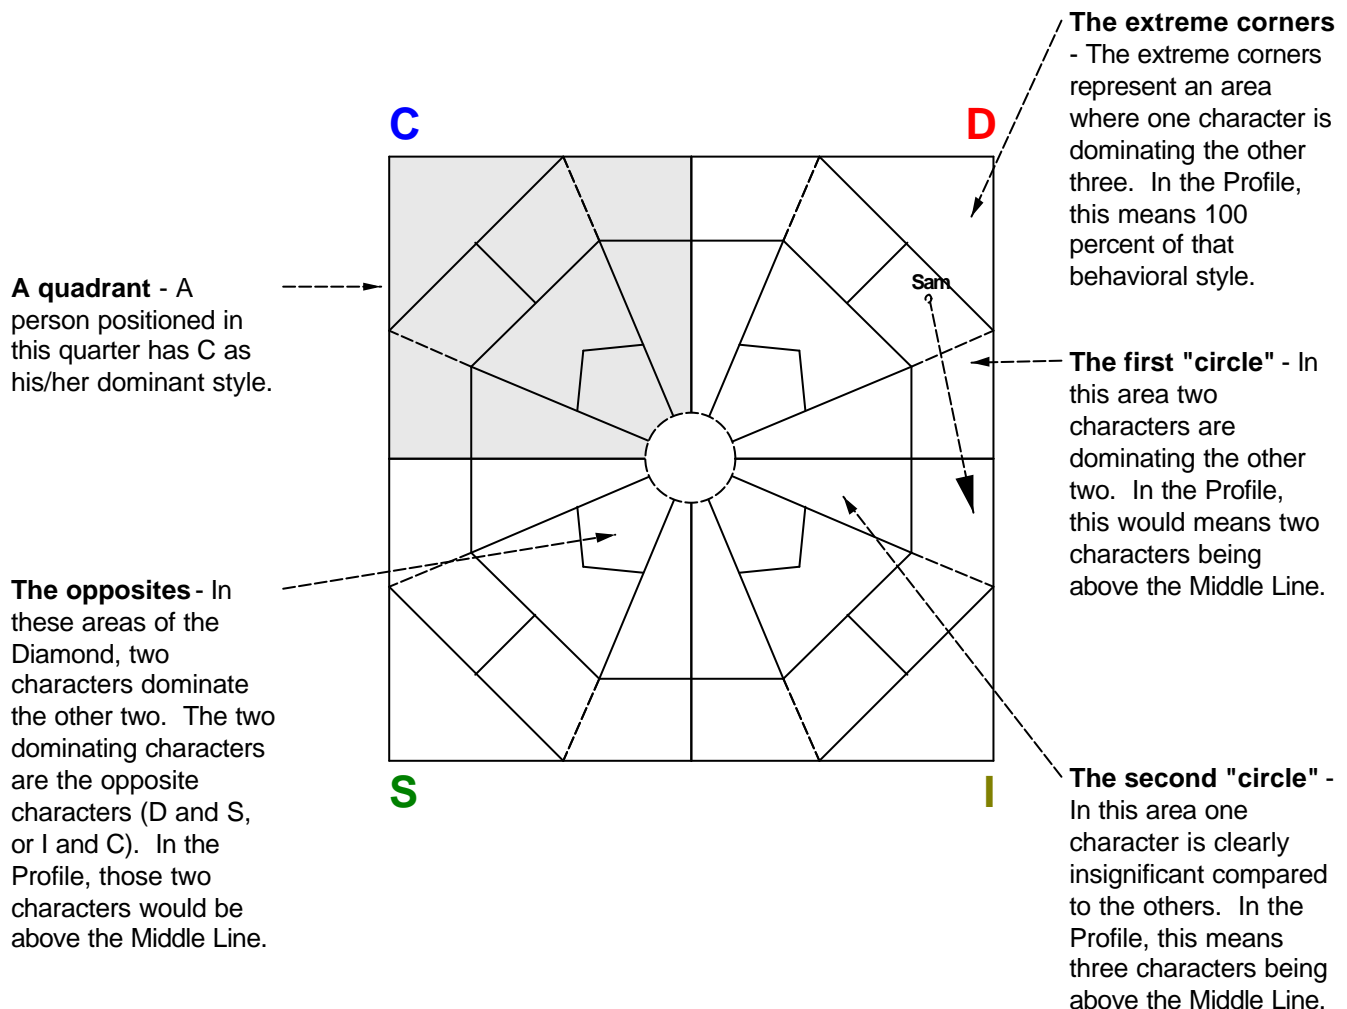 The extreme corners
- The extreme corners
represent an area
where one character is
dominating the other
three. In the Profile,
this means 100
percent of that
behavioral style.
C
D
A quadrant - A
person positioned in
this quarter has C as
his/her dominant style.
Sam
The first "circle" - In
this area two
characters are
dominating the other
two. In the Profile,
this would means two
characters being
above the Middle Line.
The opposites - In
these areas of the
Diamond, two
characters dominate
the other two. The two
dominating characters
are the opposite
characters (D and S,
or I and C). In the
Profile, those two
characters would be
above the Middle Line.
S
I
The second "circle" -
In this area one
character is clearly
insignificant compared
to the others. In the
Profile, this means
three characters being
above the Middle Line.